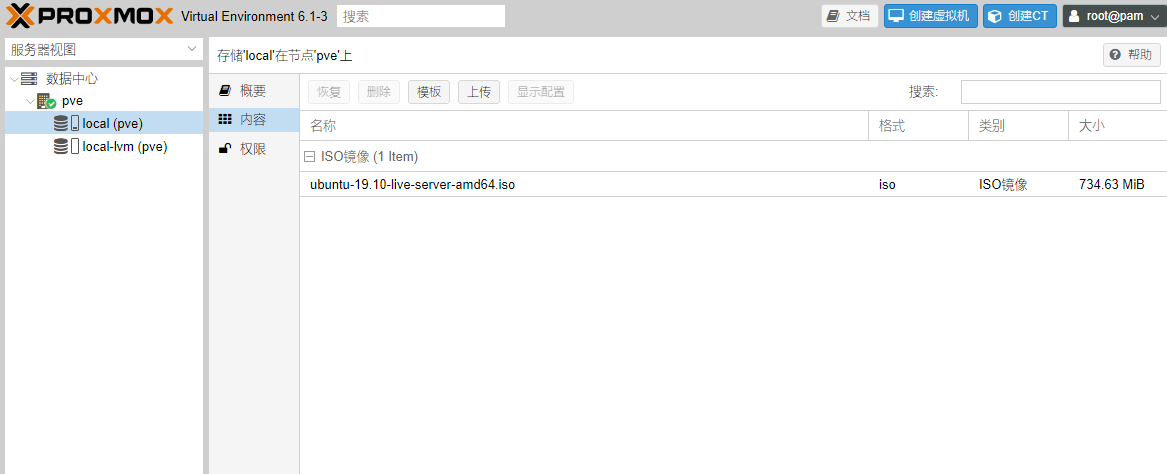 PROXMOX Virtual Environment 6.1-3 搜索 文档 创建虚拟机 创建CT root@pam
服务器视图
存储'local'在节点'pve'上 帮助
数据中心
pve
local (pve)
local-lvm (pve)
概要
内容
权限
恢复 删除 模板 上传 显示配置 搜索:
名称 格式 类别 大小
ISO镜像 (1 Item)
ubuntu-19.10-live-server-amd64.iso iso ISO镜像 734.63 MiB